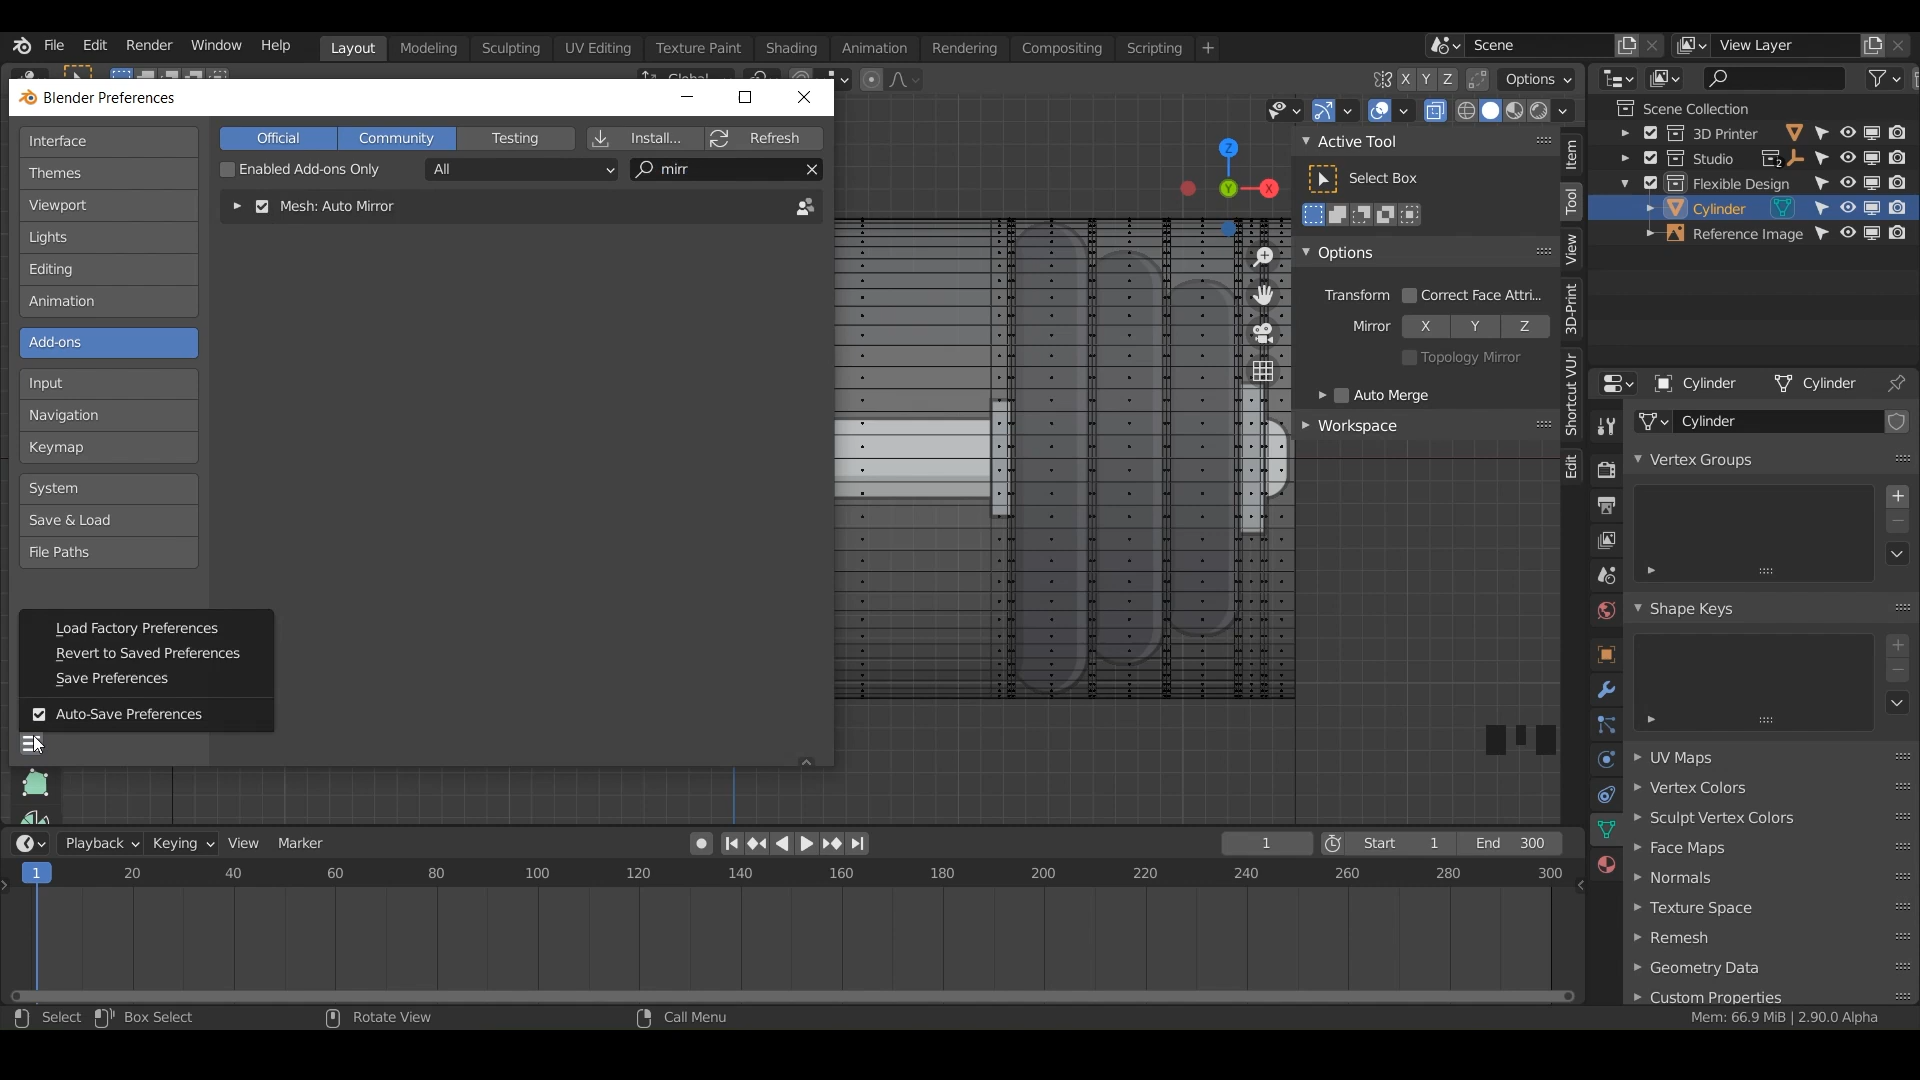 File Edit Render Window Help Layout Modeling Sculpting UV Editing Texture Paint Shading Animation Rendering Compositing Scripting + Scene View Layer
Global X Y Z Options
Blender Preferences
Interface
Themes
Viewport
Lights
Editing
Animation
Add-ons
Input
Navigation
Keymap
System
Save & Load
File Paths
Official Community Testing Install... Refresh
Enabled Add-ons Only All mirr
Mesh: Auto Mirror
Load Factory Preferences
Revert to Saved Preferences
Save Preferences
Auto-Save Preferences
Z
Y X
Active Tool
Select Box
Options
Transform Correct Face Attri...
Mirror X Y Z
Topology Mirror
Auto Merge
Workspace
Item
Tool
View
3D-Print
Shortcut VUr
Edit
Scene Collection
3D Printer
Studio 2
Flexible Design
Cylinder
Reference Image
Cylinder Cylinder
Cylinder
Vertex Groups
Shape Keys
UV Maps
Vertex Colors
Sculpt Vertex Colors
Face Maps
Normals
Texture Space
Remesh
Geometry Data
Custom Properties
Playback Keying View Marker 1 Start 1 End 300
1 20 40 60 80 100 120 140 160 180 200 220 240 260 280 300
Select Box Select Rotate View Call Menu Mem: 66.9 MiB | 2.90.0 Alpha